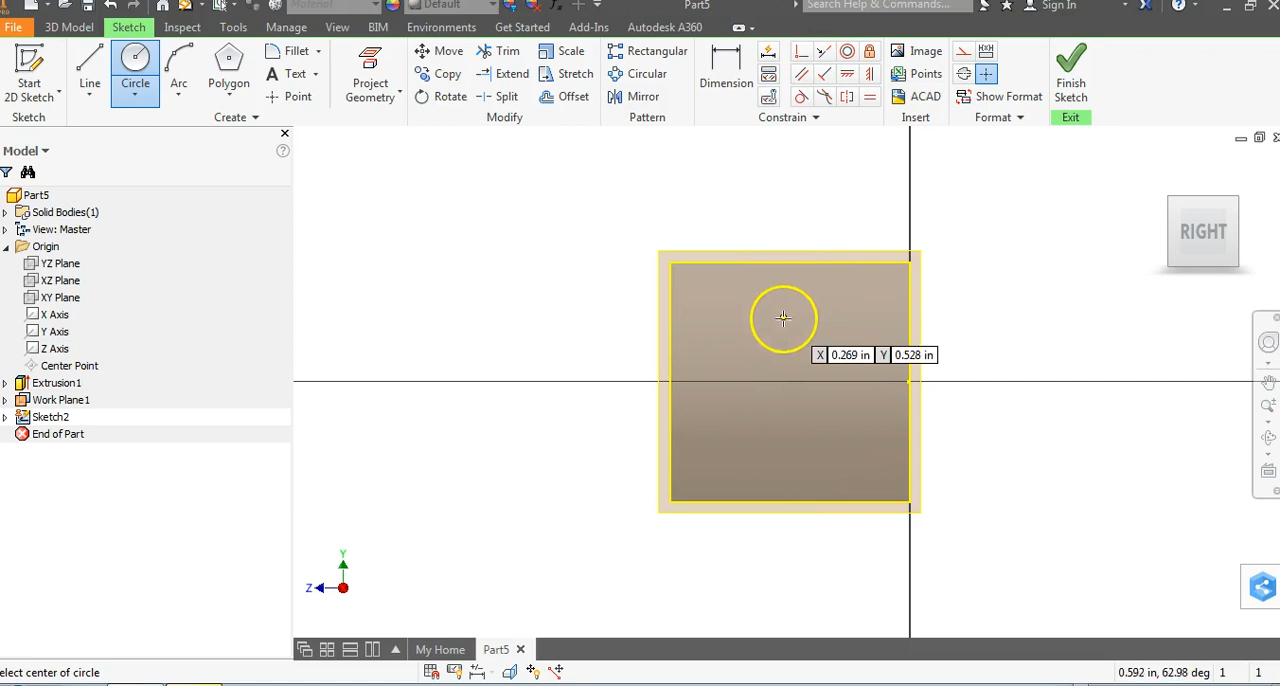 Material
Default
Part5
Search Help & Commands...
Sign In
File
3D Model
Sketch
Inspect
Tools
Manage
View
BIM
Environments
Get Started
Add-Ins
Autodesk A360
Start
2D Sketch
Line
Circle
Arc
Polygon
Fillet
Text
Point
Project
Geometry
Move
Copy
Rotate
Trim
Extend
Split
Scale
Stretch
Offset
Rectangular
Circular
Mirror
Dimension
Image
Points
ACAD
Show Format
Finish
Sketch
Sketch
Create
Modify
Pattern
Constrain
Insert
Format
Exit
Model
Part5
Solid Bodies(1)
View: Master
Origin
YZ Plane
XZ Plane
XY Plane
X Axis
Y Axis
Z Axis
Center Point
Extrusion1
Work Plane1
Sketch2
End of Part
RIGHT
X 0.269 in Y 0.528 in
Y
Z
My Home
Part5
elect center of circle
0.592 in, 62.98 deg 1 1